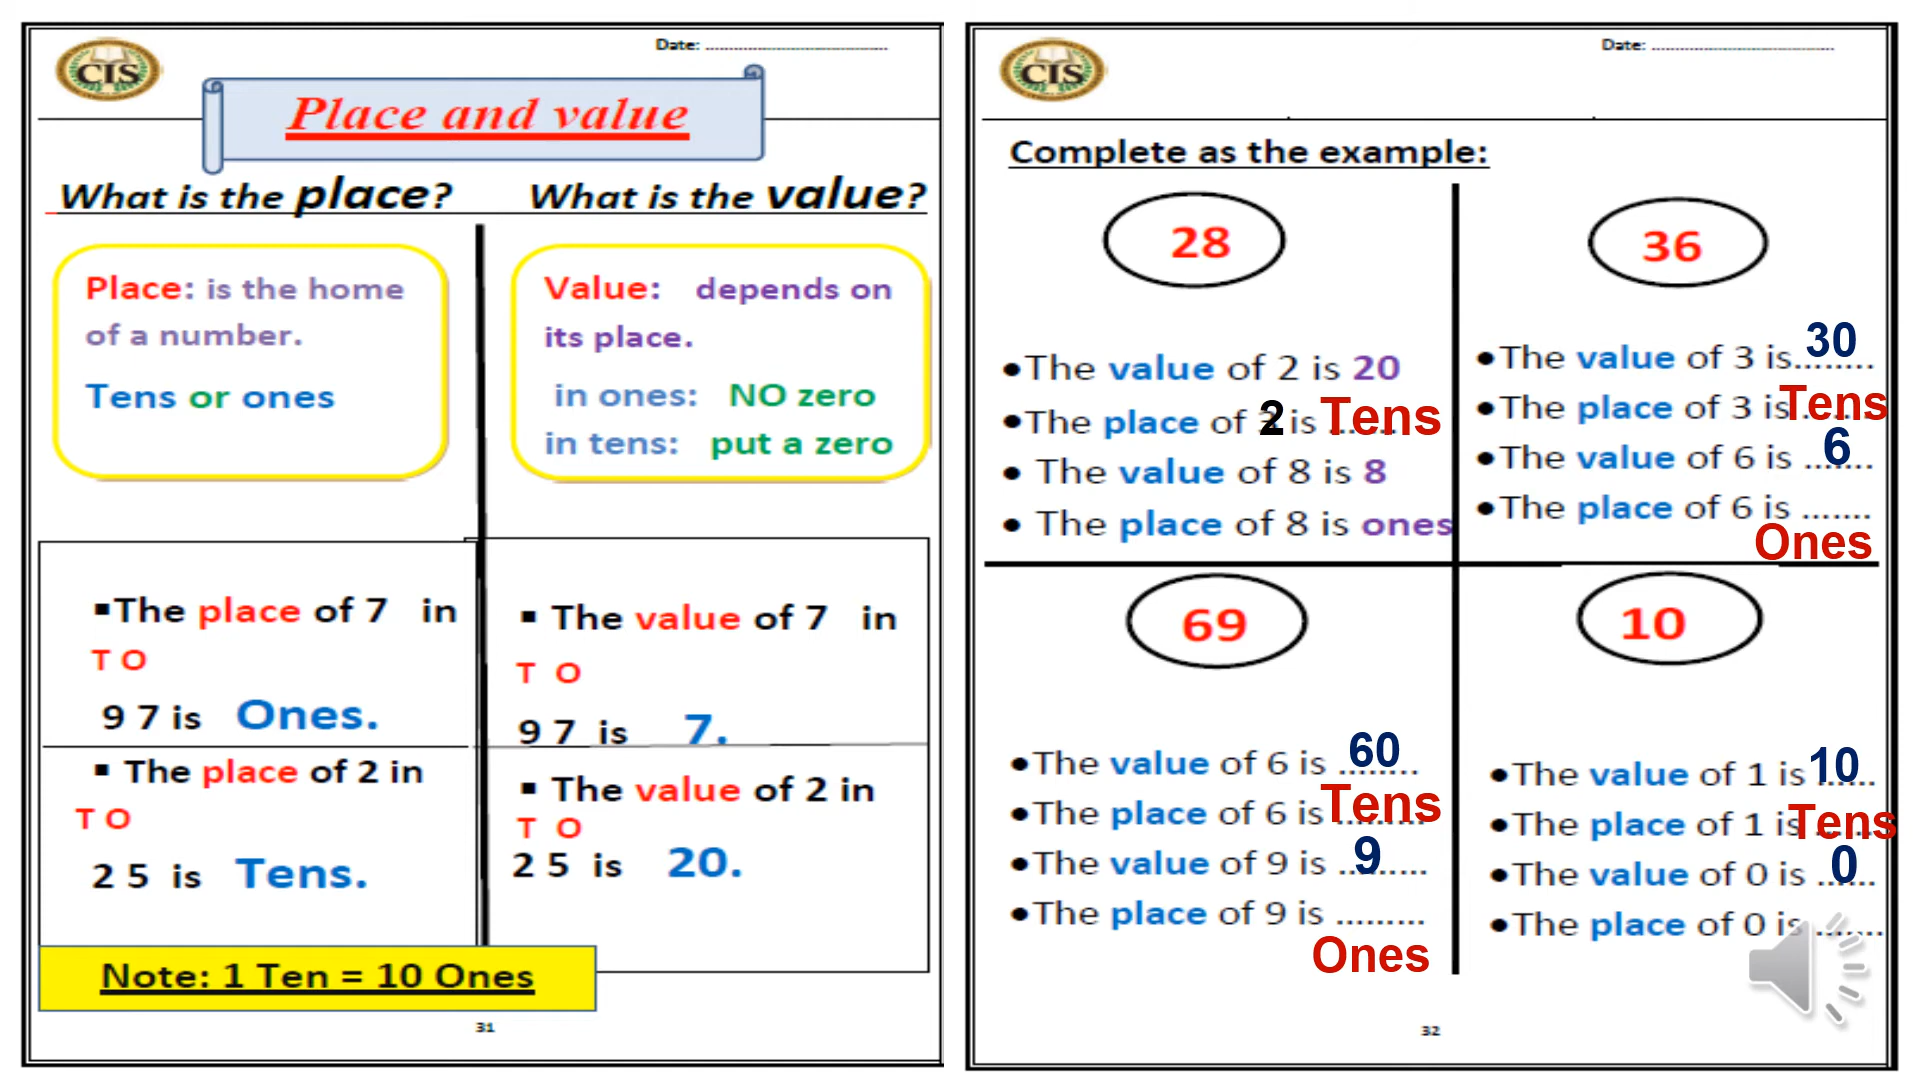 Date: ..........................................
CIS
Place and value
What is the place?
Place: is the home
of a number.
Tens or ones
What is the value?
Value: depends on
its place.
in ones: NO zero
in tens: put a zero
▪The place of 7 in
T O
9 7 is Ones.
▪ The value of 7 in
T O
9 7 is 7.
▪ The place of 2 in
T O
2 5 is Tens.
▪ The value of 2 in
T O
2 5 is 20.
Note: 1 Ten = 10 Ones
31
Date: ..........................................
CIS
Complete as the example:
28
•The value of 2 is 20
•The place of 2 is Tens
• The value of 8 is 8
• The place of 8 is ones
36
•The value of 3 is........ 30
•The place of 3 is Tens
•The value of 6 is ....... 6
•The place of 6 is .......
Ones
69
•The value of 6 is ........ 60
•The place of 6 is ......... Tens
•The value of 9 is ......... 9
•The place of 9 is .........
Ones
10
•The value of 1 is ...... 10
•The place of 1 is ....... Tens
•The value of 0 is ...... 0
•The place of 0 is .......
32